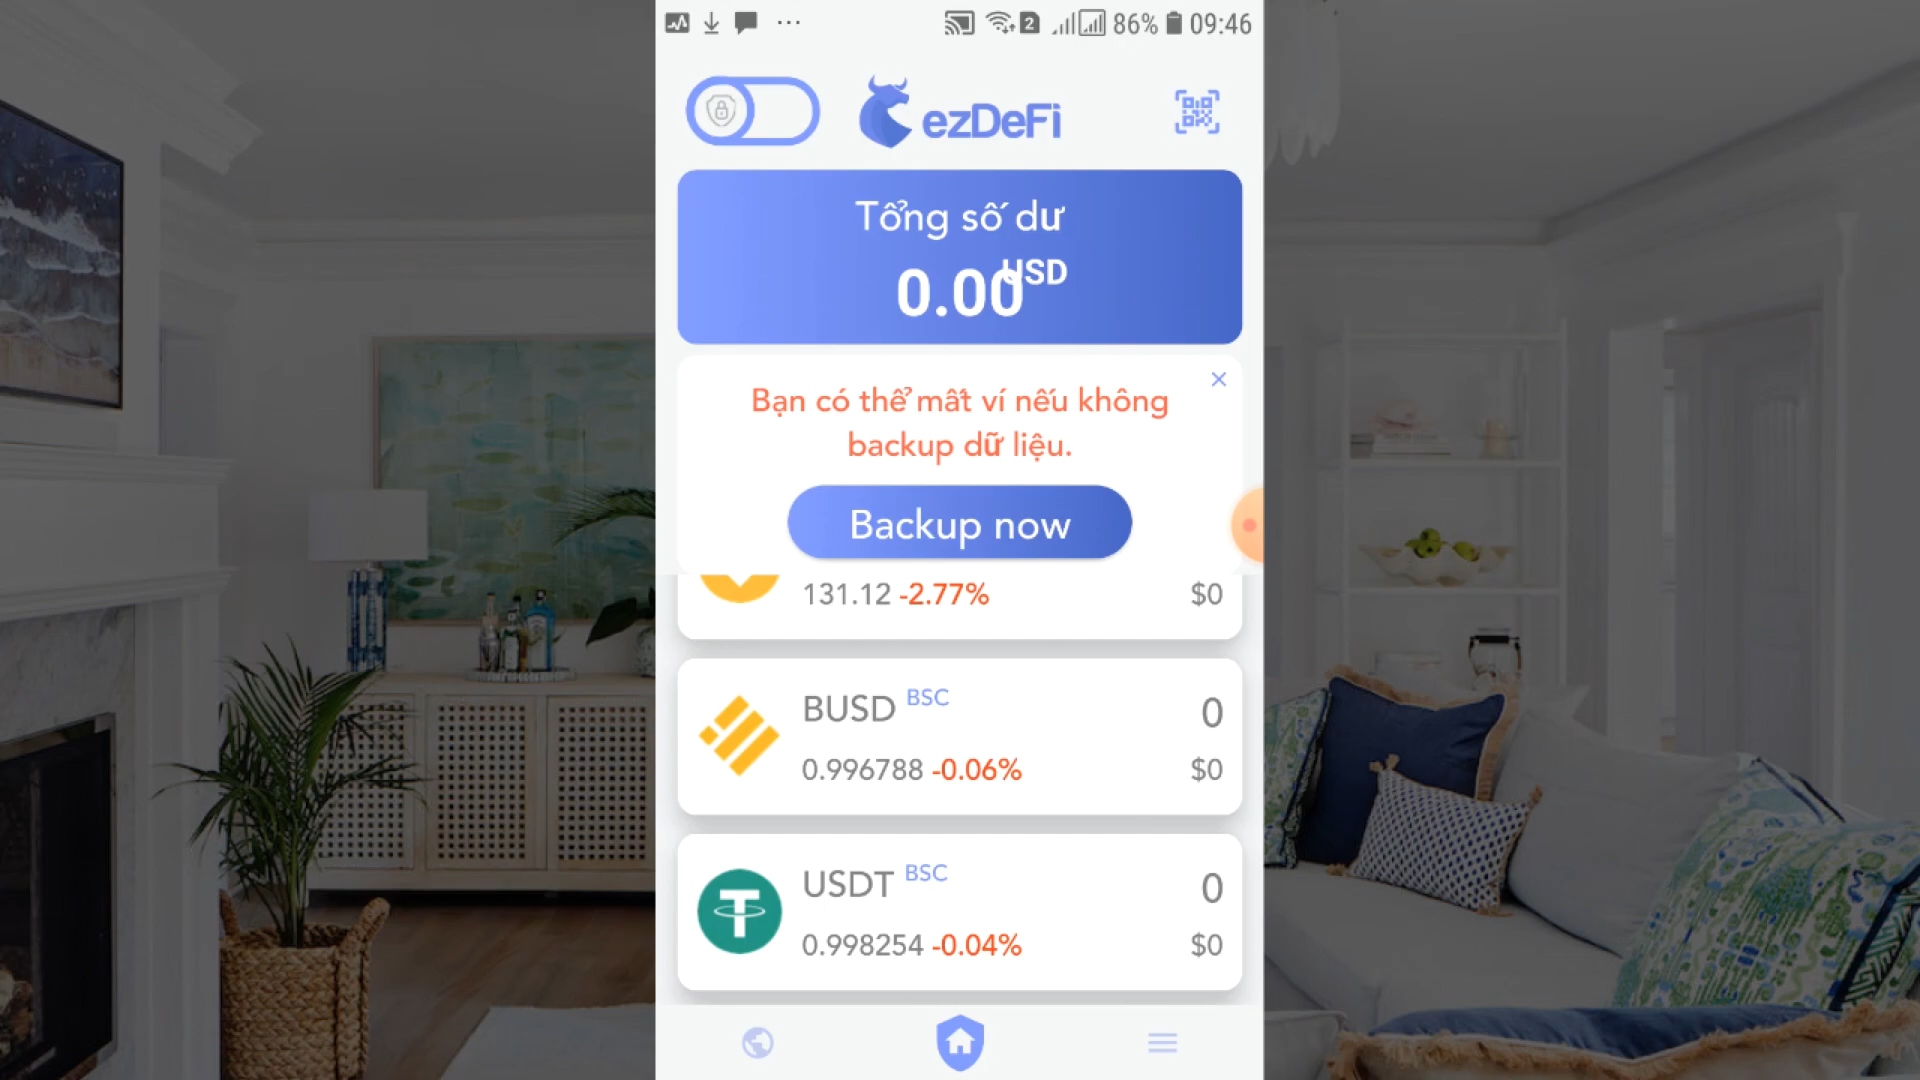 2 86% 09:46
ezDeFi
Tổng số dư
0.00 USD
Bạn có thể mất ví nếu không
backup dữ liệu.
Backup now
131.12 -2.77% $0
BUSD BSC 0
0.996788 -0.06% $0
USDT BSC 0
0.998254 -0.04% $0